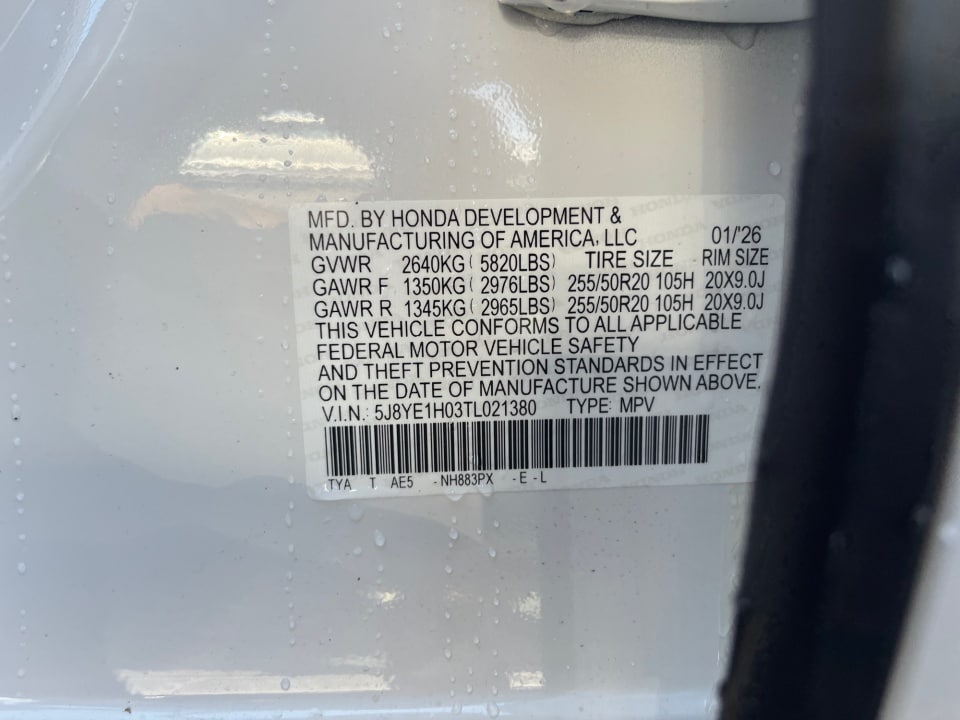 MFD. BY HONDA DEVELOPMENT &
MANUFACTURING OF AMERICA, LLC 01/'26
GVWR 2640KG (5820LBS) TIRE SIZE RIM SIZE
GAWR F 1350KG (2976LBS) 255/50R20 105H 20X9.0J
GAWR R 1345KG (2965LBS) 255/50R20 105H 20X9.0J
THIS VEHICLE CONFORMS TO ALL APPLICABLE
FEDERAL MOTOR VEHICLE SAFETY
AND THEFT PREVENTION STANDARDS IN EFFECT
ON THE DATE OF MANUFACTURE SHOWN ABOVE.
V.I.N.: 5J8YE1H03TL021380 TYPE: MPV
TYA T AE5 -NH883PX -E -L